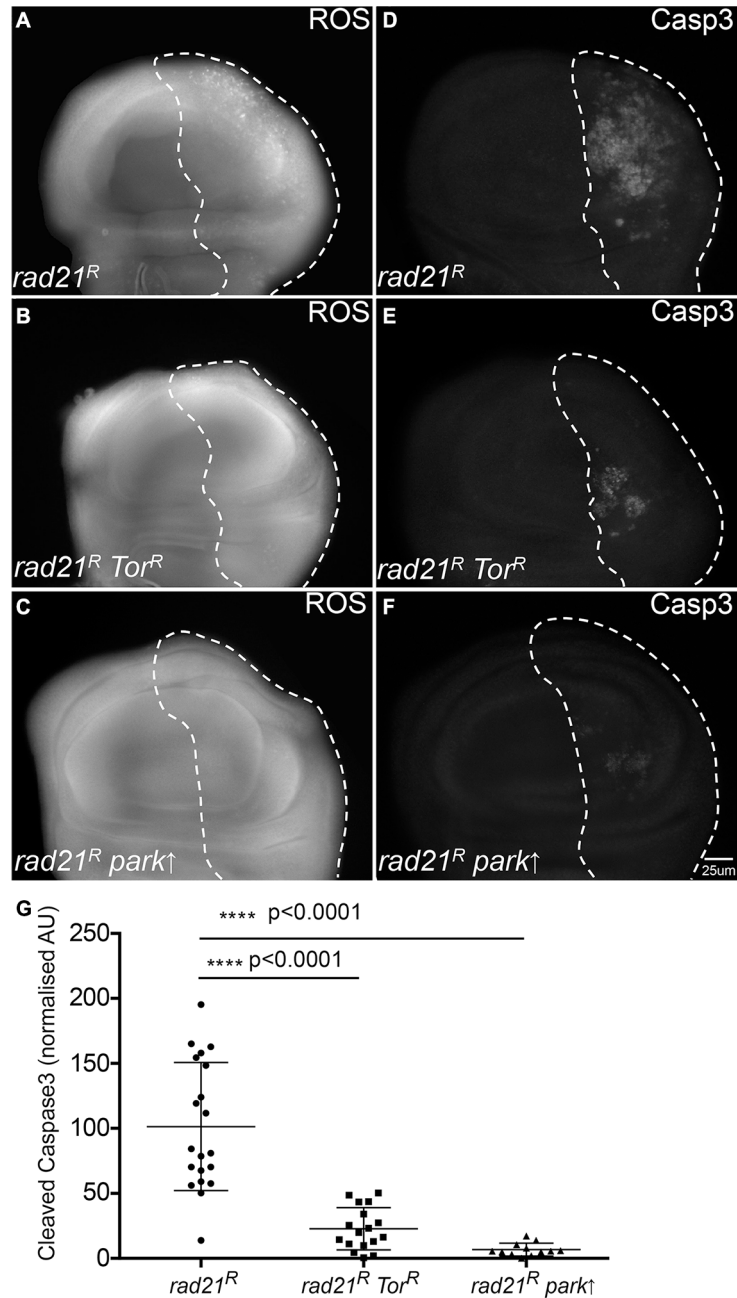 A ROS
rad21ᴿ
D Casp3
rad21ᴿ
B ROS
rad21ᴿ Torᴿ
E Casp3
rad21ᴿ Torᴿ
C ROS
rad21ᴿ park↑
F Casp3
rad21ᴿ park↑
25um
G
Cleaved Caspase3 (normalised AU)
250
200
150
100
50
0
**** p<0.0001
**** p<0.0001
rad21ᴿ rad21ᴿ Torᴿ rad21ᴿ park↑